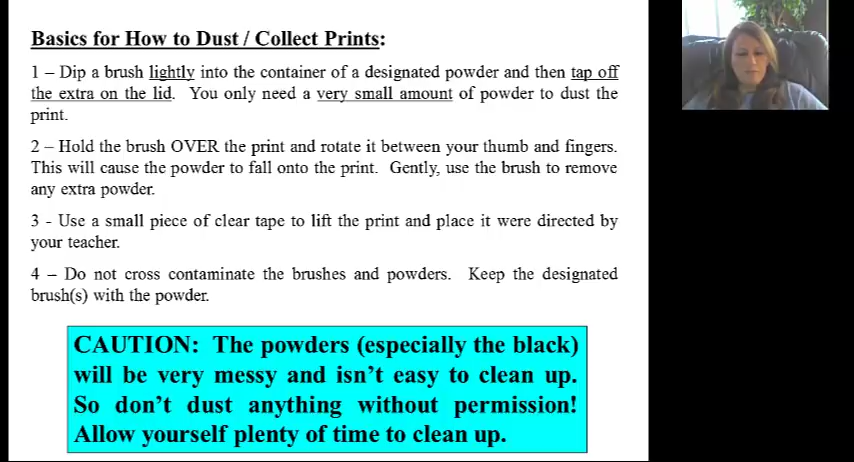 Basics for How to Dust / Collect Prints:
1 – Dip a brush lightly into the container of a designated powder and then tap off
the extra on the lid.  You only need a very small amount of powder to dust the
print.
2 – Hold the brush OVER the print and rotate it between your thumb and fingers.
This will cause the powder to fall onto the print.  Gently, use the brush to remove
any extra powder.
3 - Use a small piece of clear tape to lift the print and place it were directed by
your teacher.
4 – Do not cross contaminate the brushes and powders.  Keep the designated
brush(s) with the powder.
CAUTION:  The powders (especially the black)
will be very messy and isn't easy to clean up.
So don't dust anything without permission!
Allow yourself plenty of time to clean up.